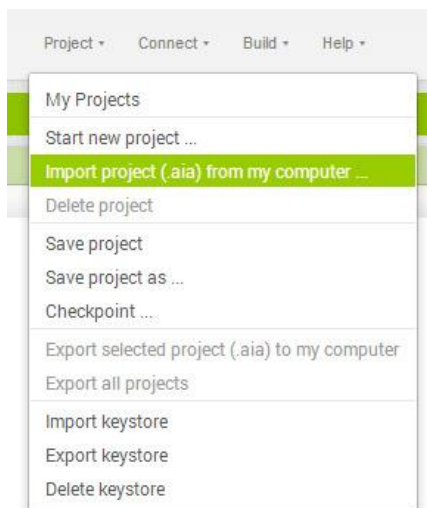 Project Connect Build Help
My Projects
Start new project ...
Import project (.aia) from my computer ...
Delete project
Save project
Save project as ...
Checkpoint ...
Export selected project (.aia) to my computer
Export all projects
Import keystore
Export keystore
Delete keystore